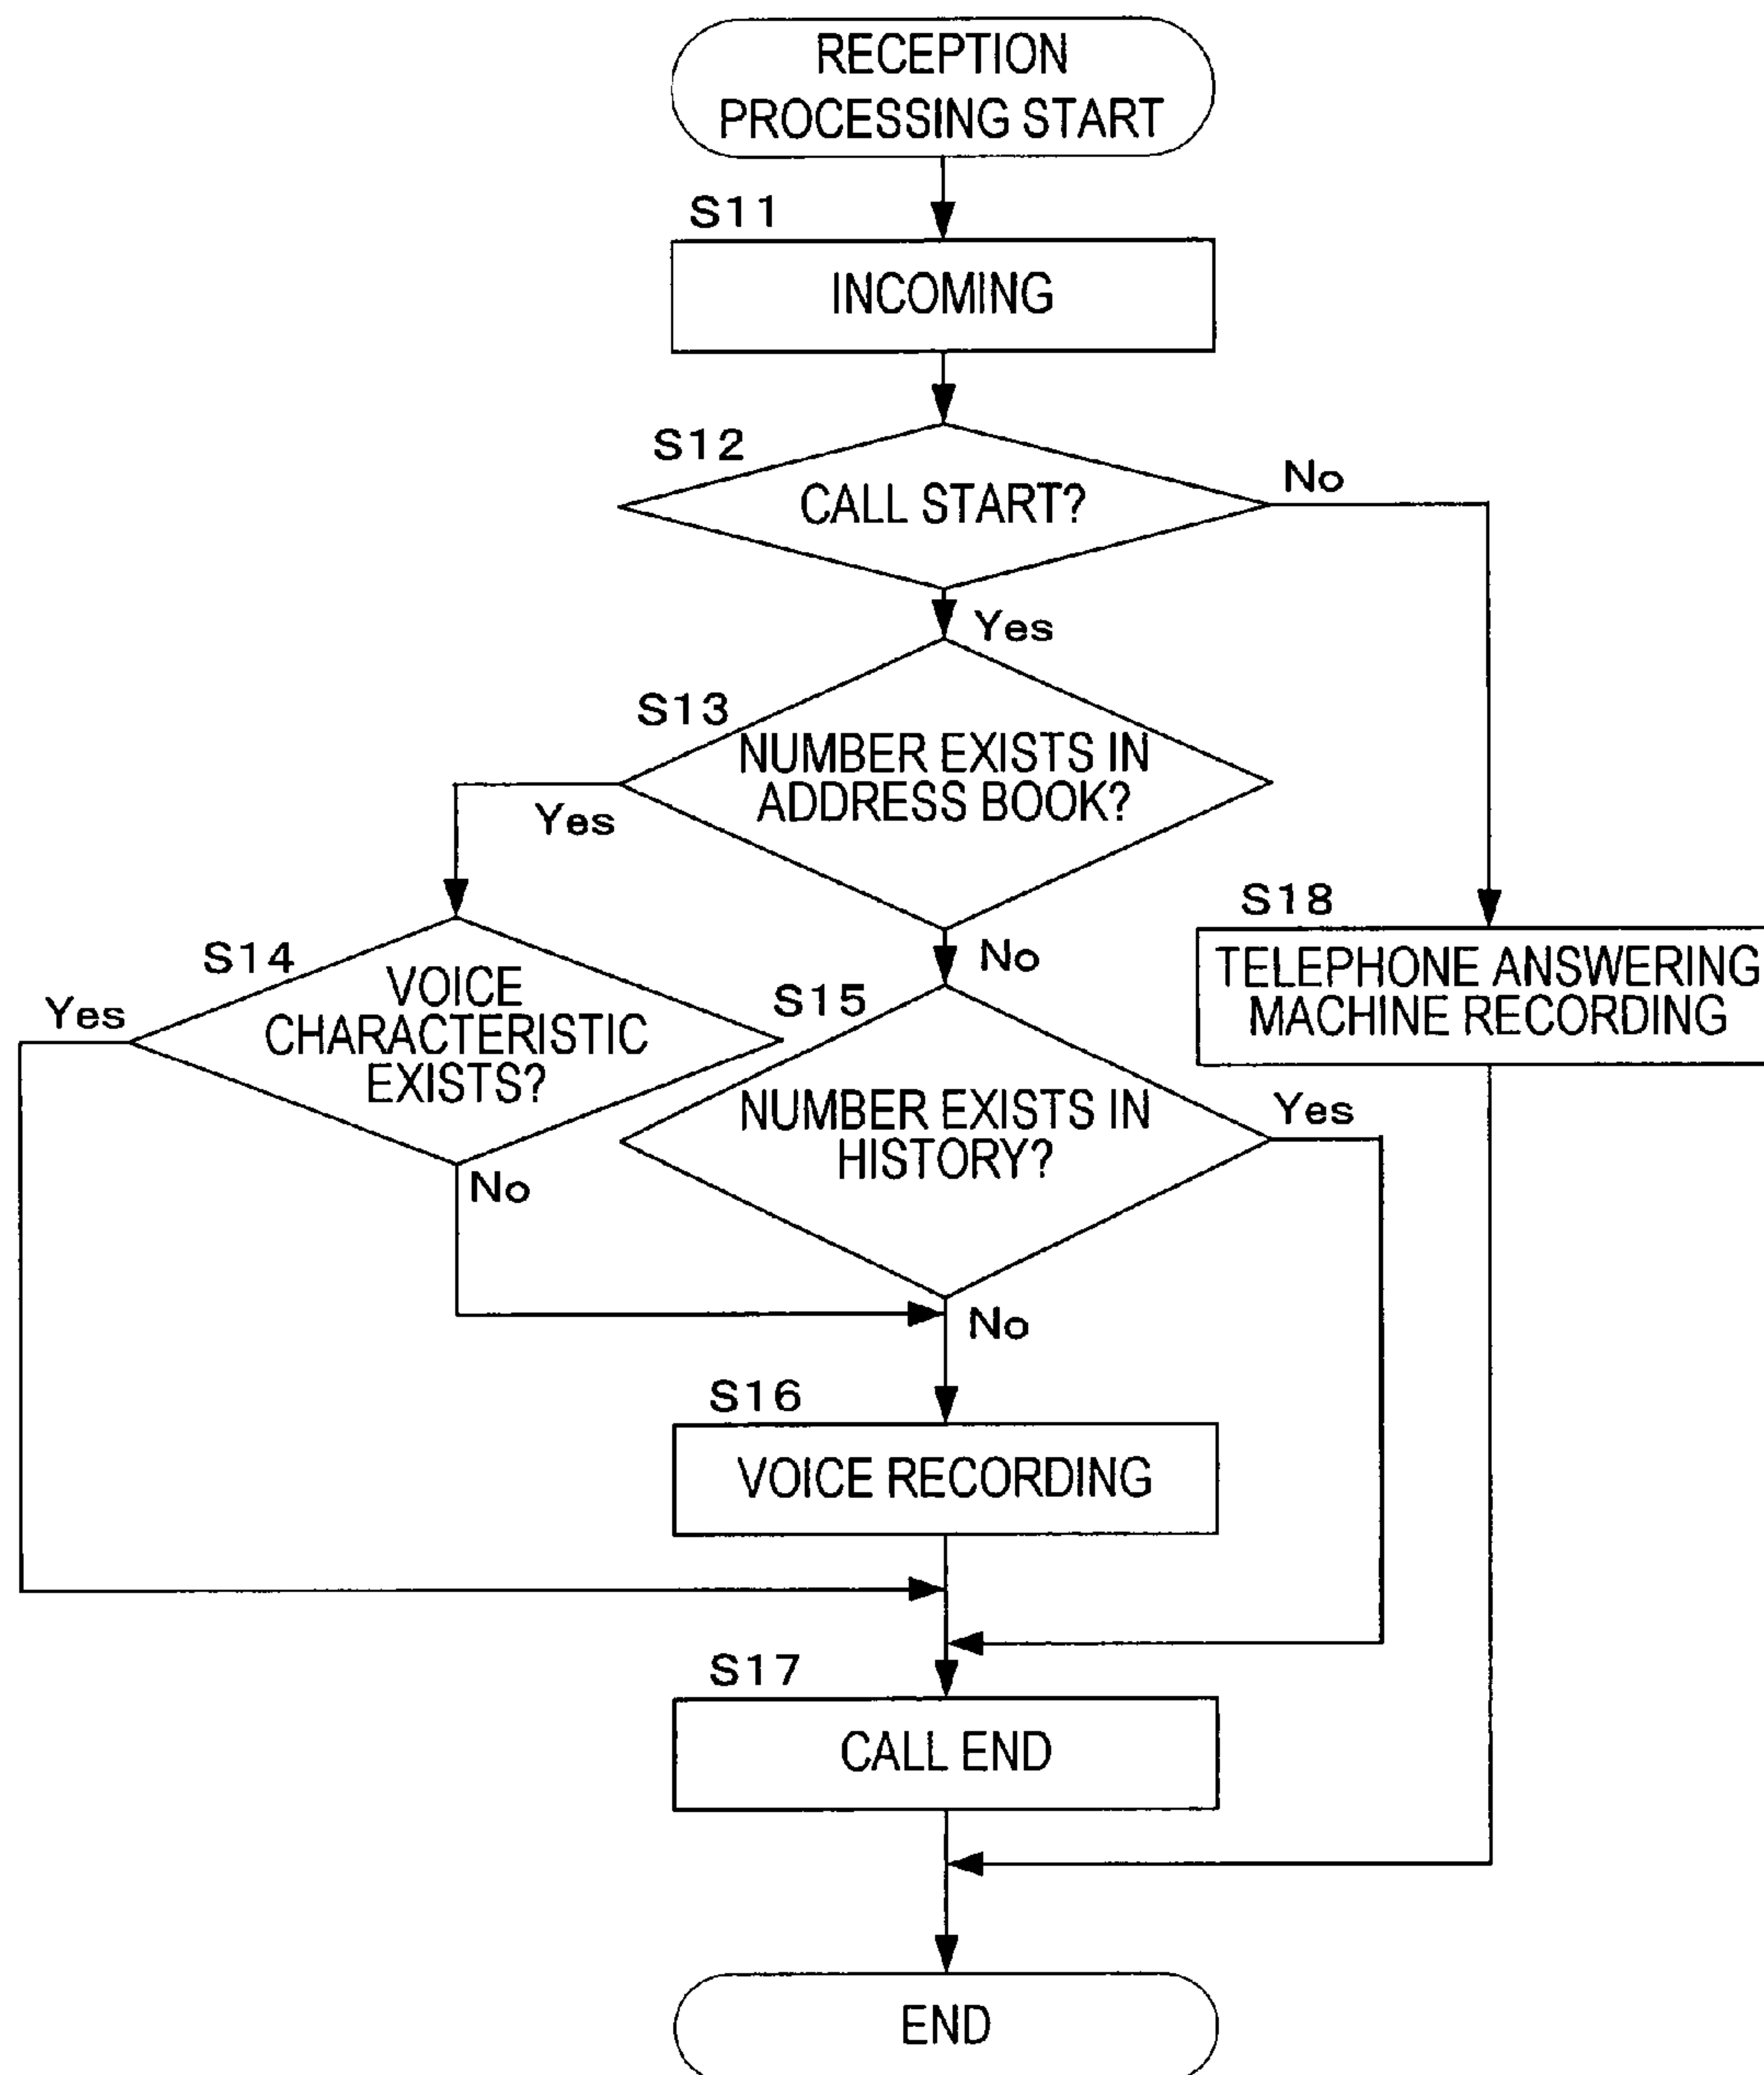 RECEPTION
PROCESSING START
S11
INCOMING
S12
CALL START?
No
Yes
S13
NUMBER EXISTS IN
ADDRESS BOOK?
Yes
No
S14
VOICE
CHARACTERISTIC
EXISTS?
Yes
No
S15
NUMBER EXISTS IN
HISTORY?
Yes
No
S18
TELEPHONE ANSWERING
MACHINE RECORDING
S16
VOICE RECORDING
S17
CALL END
END